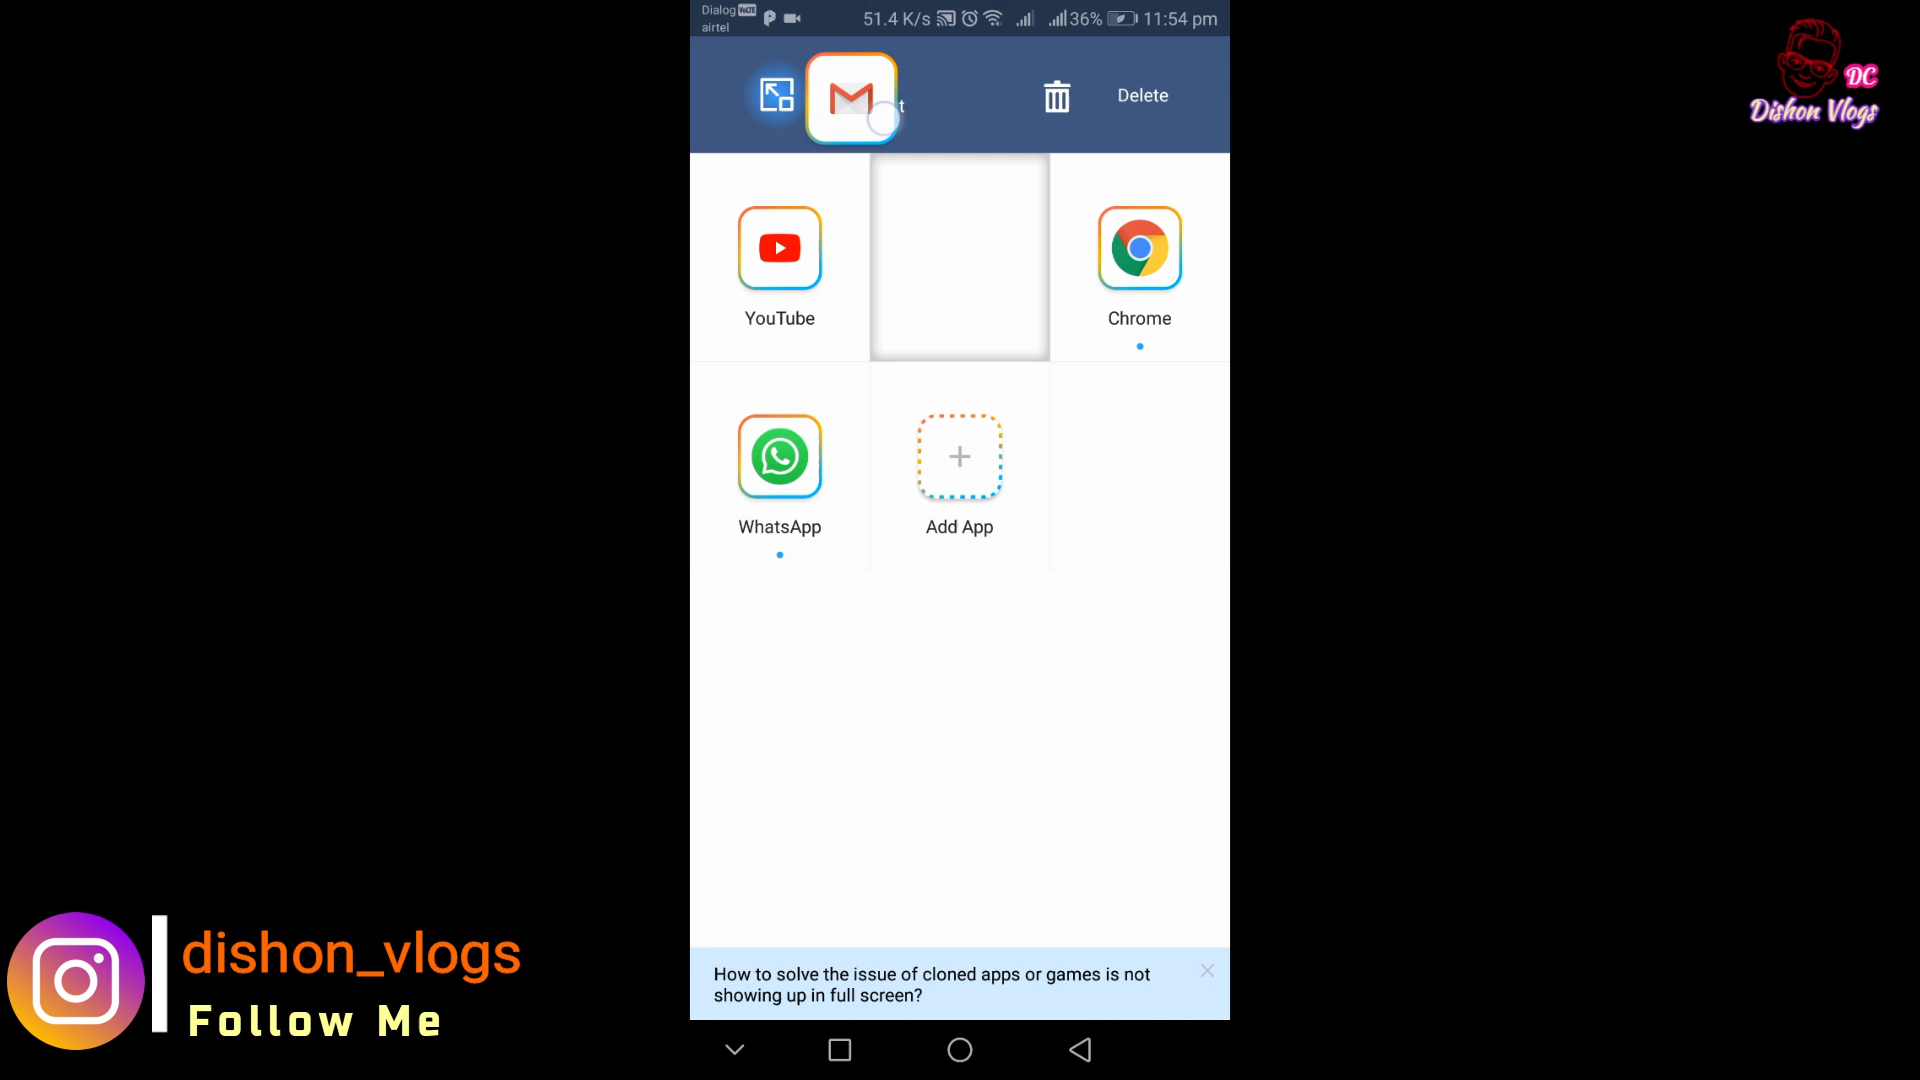 Dialog VoLTE
airtel
51.4 K/s
36%
11:54 pm
t
Delete
YouTube
Chrome
WhatsApp
Add App
How to solve the issue of cloned apps or games is not
showing up in full screen?
DC
Dishon Vlogs
dishon_vlogs
Follow Me